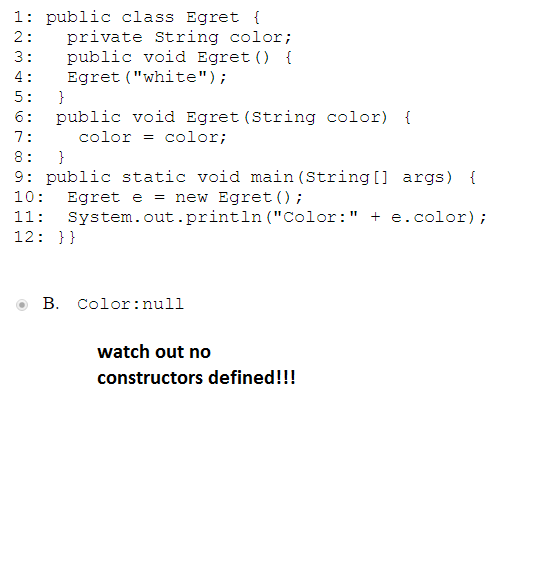 1: public class Egret {
2:   private String color;
3:   public void Egret() {
4:   Egret("white");
5:  }
6:  public void Egret(String color) {
7:    color = color;
8:  }
9: public static void main(String[] args) {
10:  Egret e = new Egret();
11:  System.out.println("Color:" + e.color);
12: }}
B. Color:null
watch out no
constructors defined!!!